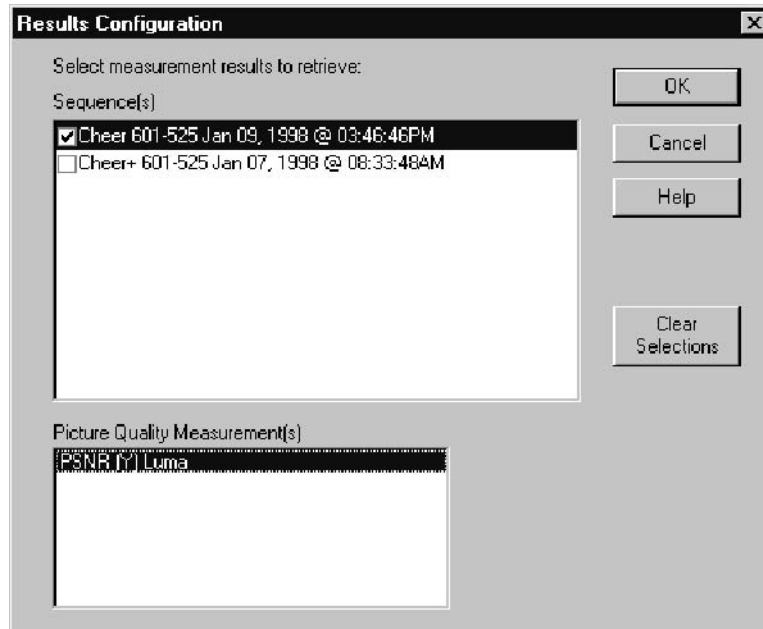 Results Configuration
Select measurement results to retrieve:
Sequence(s)
Cheer 601-525 Jan 09, 1998 @ 03:46:46PM
Cheer+ 601-525 Jan 07, 1998 @ 08:33:48AM
OK
Cancel
Help
Clear
Selections
Picture Quality Measurement(s)
PSNR (Y) Luma